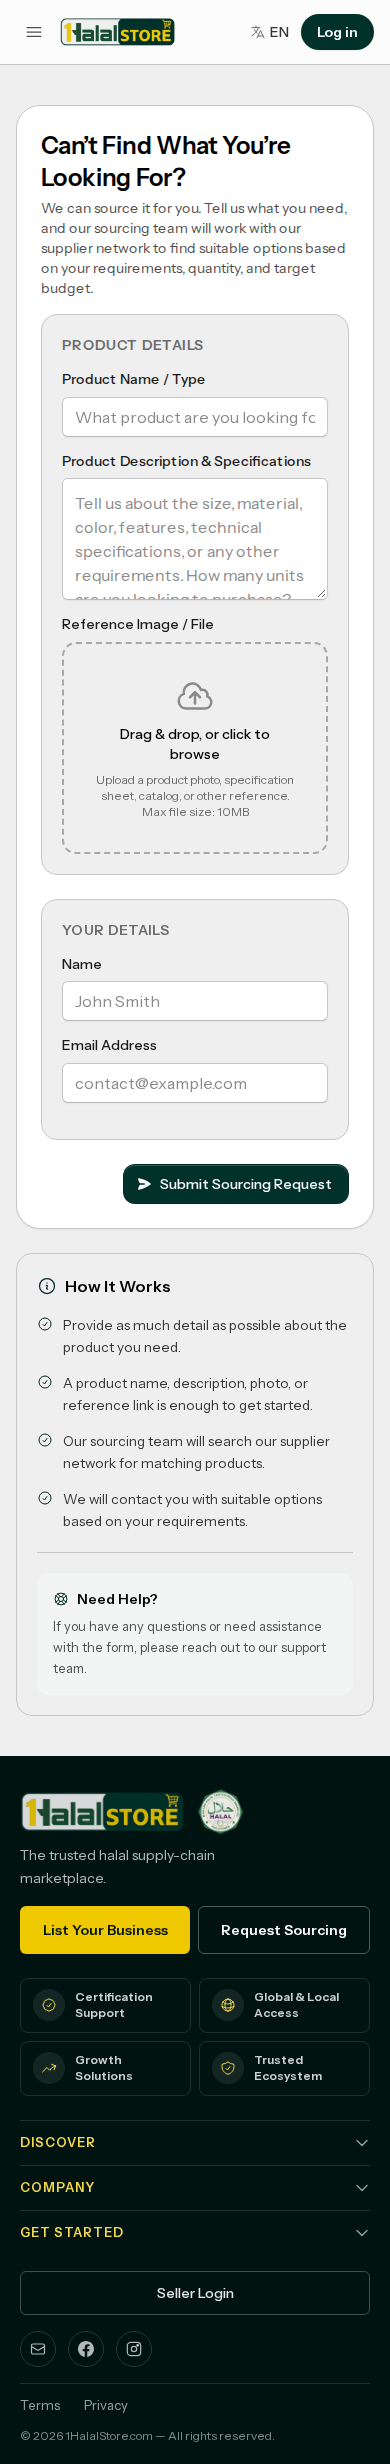 1Halal STORE
EN
Log in
Can’t Find What You’re
Looking For?
We can source it for you. Tell us what you need,
and our sourcing team will work with our
supplier network to find suitable options based
on your requirements, quantity, and target
budget.
PRODUCT DETAILS
Product Name / Type
What product are you looking fo
Product Description & Specifications
Tell us about the size, material,
color, features, technical
specifications, or any other
requirements. How many units
are you looking to purchase?
Reference Image / File
Drag & drop, or click to
browse
Upload a product photo, specification
sheet, catalog, or other reference.
Max file size: 10MB
YOUR DETAILS
Name
John Smith
Email Address
contact@example.com
Submit Sourcing Request
How It Works
Provide as much detail as possible about the
product you need.
A product name, description, photo, or
reference link is enough to get started.
Our sourcing team will search our supplier
network for matching products.
We will contact you with suitable options
based on your requirements.
Need Help?
If you have any questions or need assistance
with the form, please reach out to our support
team.
1Halal STORE
حلال
HALAL
The trusted halal supply-chain
marketplace.
List Your Business
Request Sourcing
Certification
Support
Global & Local
Access
Growth
Solutions
Trusted
Ecosystem
DISCOVER
COMPANY
GET STARTED
Seller Login
Terms
Privacy
© 2026 1HalalStore.com — All rights reserved.